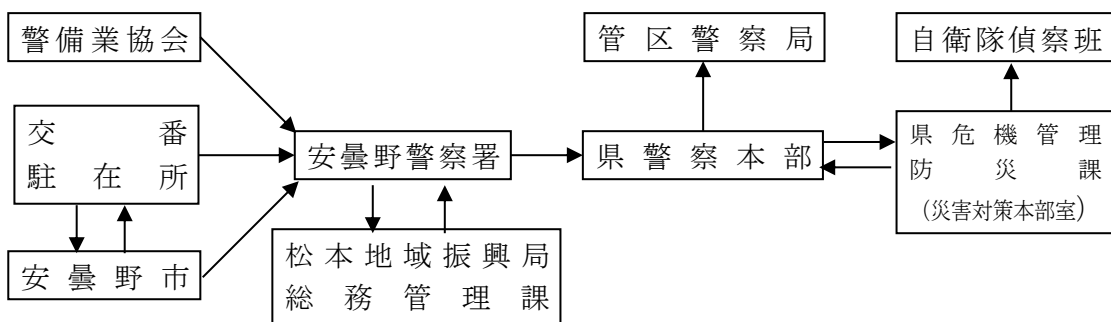 警備業協会
管区警察局
自衛隊偵察班
交番
駐在所
安曇野警察署
県警察本部
県危機管理
防災課
(災害対策本部室)
安曇野市
松本地域振興局
総務管理課